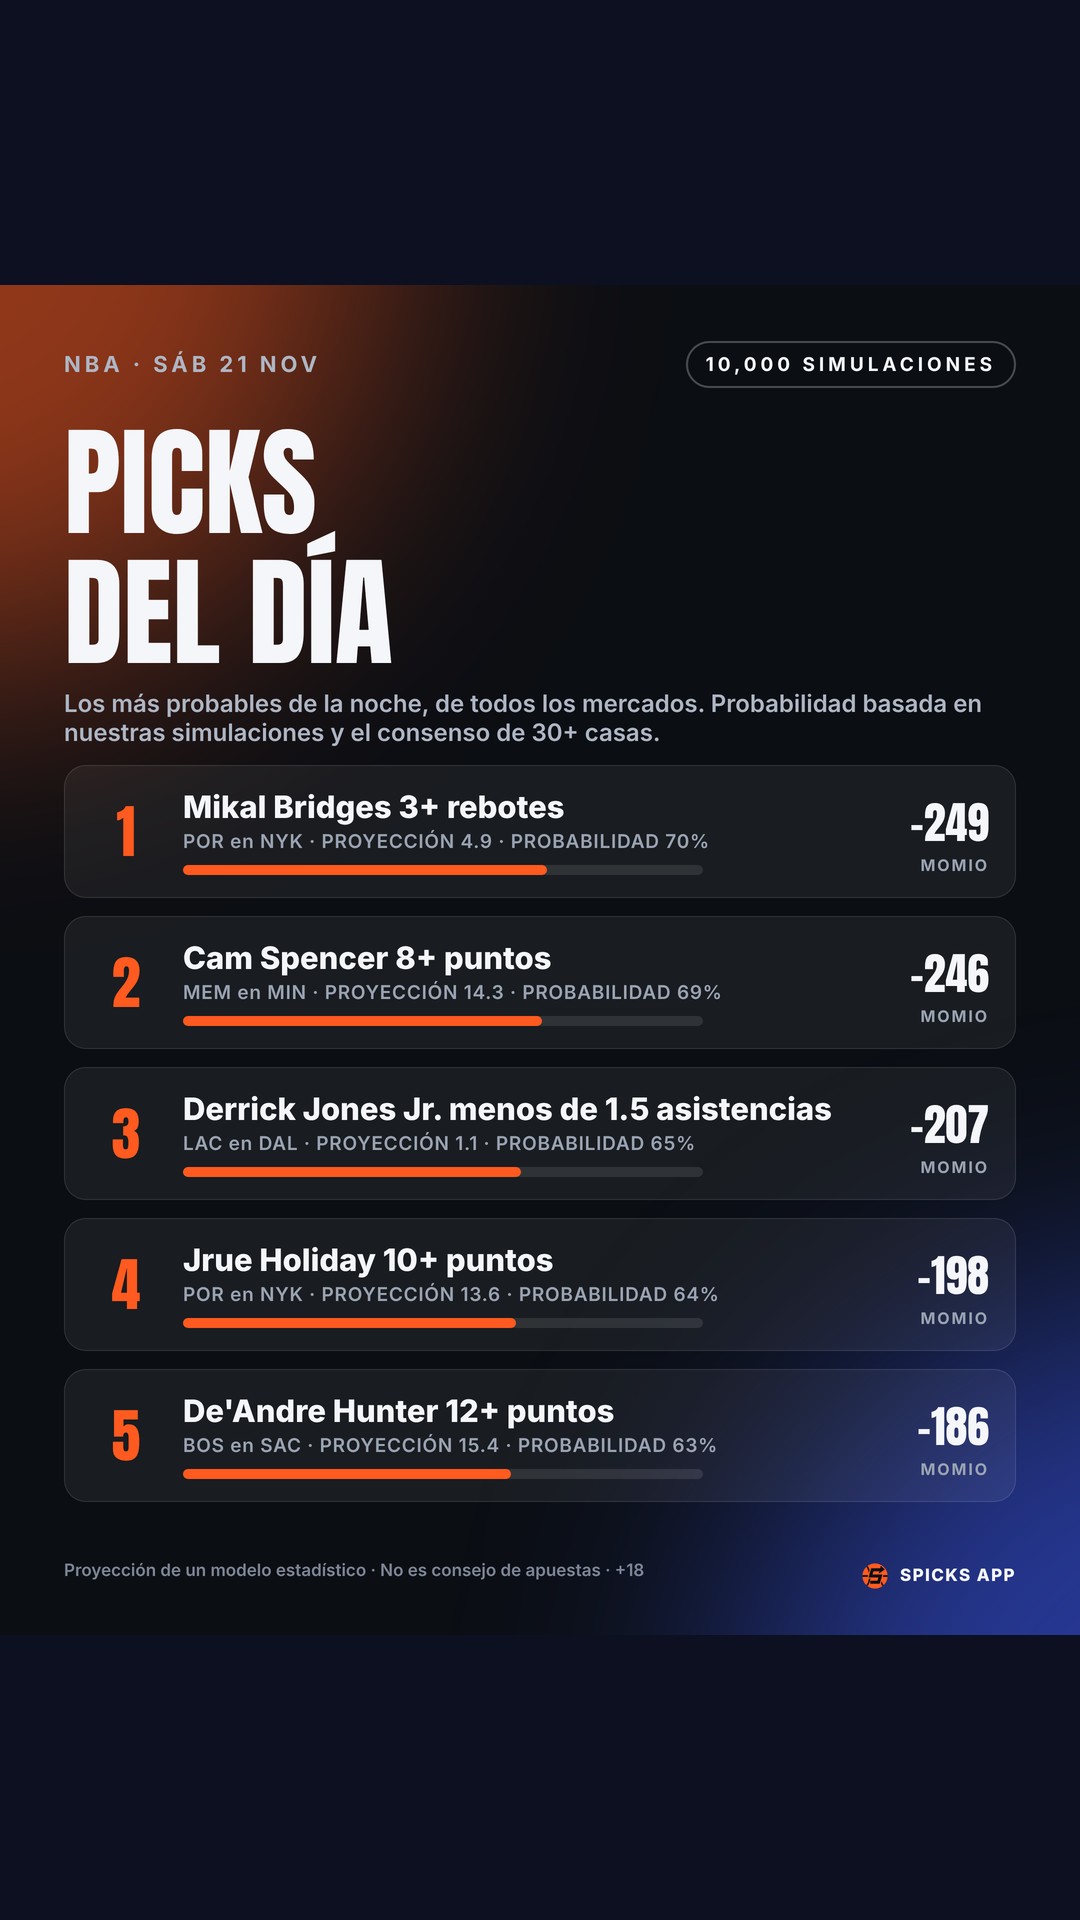 NBA · SÁB 21 NOV
10,000 SIMULACIONES
PICKS
DEL DÍA
Los más probables de la noche, de todos los mercados. Probabilidad basada en
nuestras simulaciones y el consenso de 30+ casas.
1
Mikal Bridges 3+ rebotes
POR en NYK · PROYECCIÓN 4.9 · PROBABILIDAD 70%
-249
MOMIO
2
Cam Spencer 8+ puntos
MEM en MIN · PROYECCIÓN 14.3 · PROBABILIDAD 69%
-246
MOMIO
3
Derrick Jones Jr. menos de 1.5 asistencias
LAC en DAL · PROYECCIÓN 1.1 · PROBABILIDAD 65%
-207
MOMIO
4
Jrue Holiday 10+ puntos
POR en NYK · PROYECCIÓN 13.6 · PROBABILIDAD 64%
-198
MOMIO
5
De'Andre Hunter 12+ puntos
BOS en SAC · PROYECCIÓN 15.4 · PROBABILIDAD 63%
-186
MOMIO
Proyección de un modelo estadístico · No es consejo de apuestas · +18
SPICKS APP